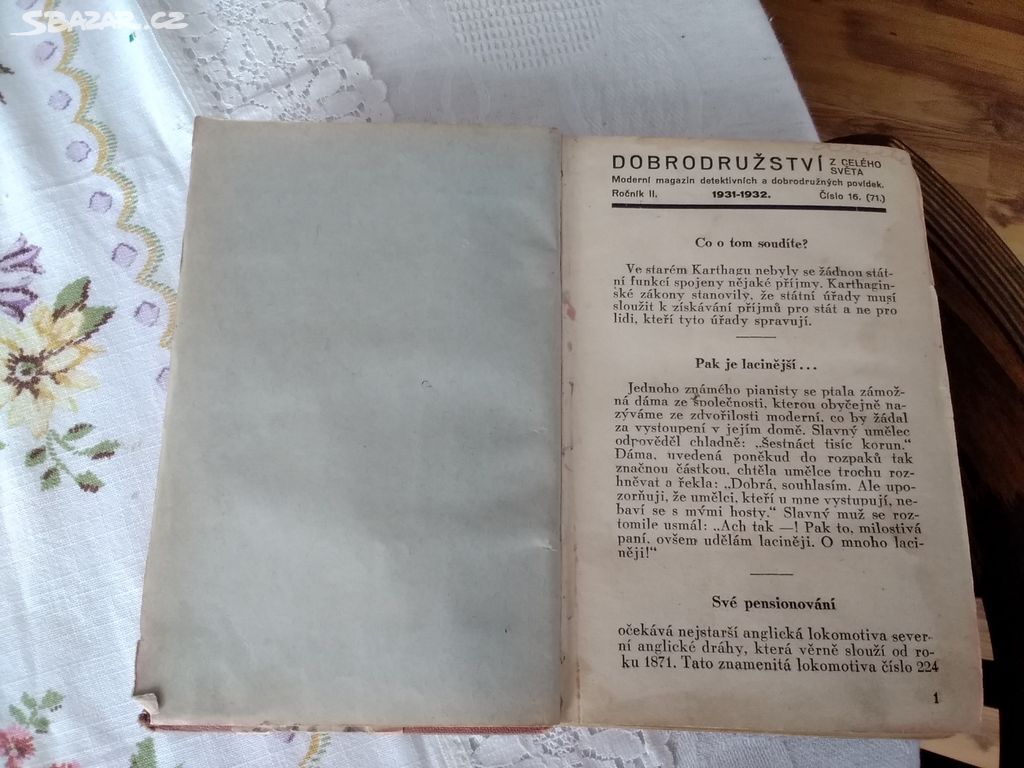 SBAZAR.CZ
DOBRODRUŽSTVÍ Z CELÉHO SVĚTA
Moderní magazin detektivních a dobrodružných povídek.
Ročník II. 1931-1932. Číslo 16. (71.)
Co o tom soudíte?
Ve starém Karthagu nebyly se žádnou stát-
ní funkcí spojeny nějaké příjmy. Karthagin-
ské zákony stanovily, že státní úřady musí
sloužit k získávání příjmů pro stát a ne pro
lidi, kteří tyto úřady spravují.
Pak je lacinější...
Jednoho známého pianisty se ptala zámož-
ná dáma ze společnosti, kterou obyčejně na-
zýváme ze zdvořilosti moderní, co by žádal
za vystoupení v jejím domě. Slavný umělec
odpověděl chladně: „Šestnáct tisíc korun.“
Dáma, uvedená poněkud do rozpaků tak
značnou částkou, chtěla umělce trochu roz-
hněvat a řekla: „Dobrá, souhlasím. Ale upo-
zorňuji, že umělci, kteří u mne vystupují, ne-
baví se s mými hosty.“ Slavný muž se roz-
tomile usmál: „Ach tak —! Pak to, milostivá
paní, ovšem udělám laciněji. O mnoho laci-
něji!“
Své pensionování
očekává nejstarší anglická lokomotiva sever-
ní anglické dráhy, která věrně slouží od ro-
ku 1871. Tato znamenitá lokomotiva číslo 224
1